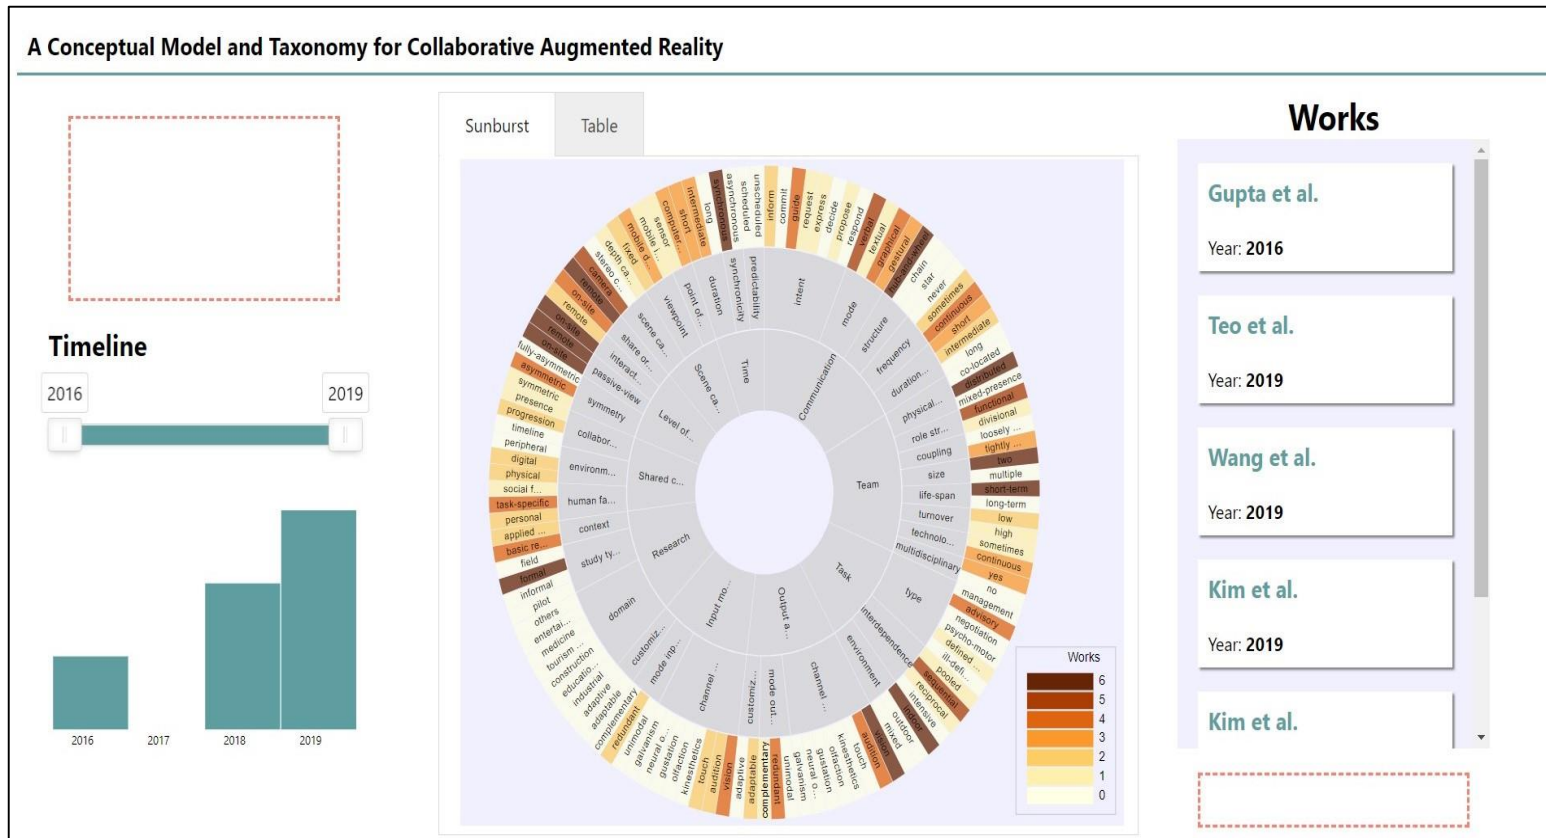 A Conceptual Model and Taxonomy for Collaborative Augmented Reality
Sunburst
Table
Timeline
2016
2019
2016
2017
2018
2019
unscheduled
scheduled
asynchronous
synchronous
long
intermediate
short
computer...
sensor
mobile i...
mobile d...
fixed
depth ca...
stereo c...
camera
remote
on-site
remote
on-site
remote
on-site
fully-asymmetric
asymmetric
symmetric
presence
progression
timeline
peripheral
digital
physical
social f...
task-specific
personal
applied ...
basic re...
field
formal
informal
pilot
others
entertai...
medicine
tourism ...
construction
educatio...
industrial
adaptive
adaptable
complementary
redundant
unimodal
galvanism
neural o...
gustation
olfaction
kinesthetics
touch
audition
vision
adaptive
adaptable
complementary
redundant
unimodal
galvanism
neural o...
gustation
olfaction
kinesthetics
touch
audition
vision
mixed
outdoor
indoor
intensive
reciprocal
sequential
pooled
ill-defi...
defined ...
psycho-motor
negotiation
advisory
management
no
yes
continuous
sometimes
high
low
long-term
short-term
multiple
two
tightly ...
loosely ...
divisional
functional
mixed-presence
distributed
co-located
long
intermediate
short
continuous
sometimes
never
star
chain
hub-and-wheel
gestural
graphical
textual
verbal
respond
propose
decide
express
request
guide
commit
inform
predictability
synchronicity
duration
point of...
viewpoint
scene ca...
share or...
interact...
passive-view
symmetry
collabor...
environm...
human fa...
context
study ty...
domain
customiz...
mode inp...
channel ...
customiz...
mode out...
channel ...
environment
interdependence
type
multidisciplinary
technolo...
turnover
life-span
size
coupling
role str...
physical...
duration...
frequency
structure
mode
intent
Time
Scene ca...
Level of...
Shared c...
Research
Input mo...
Output a...
Task
Team
Communication
Works
6
5
4
3
2
1
0
Works
Gupta et al.
Year: 2016
Teo et al.
Year: 2019
Wang et al.
Year: 2019
Kim et al.
Year: 2019
Kim et al.